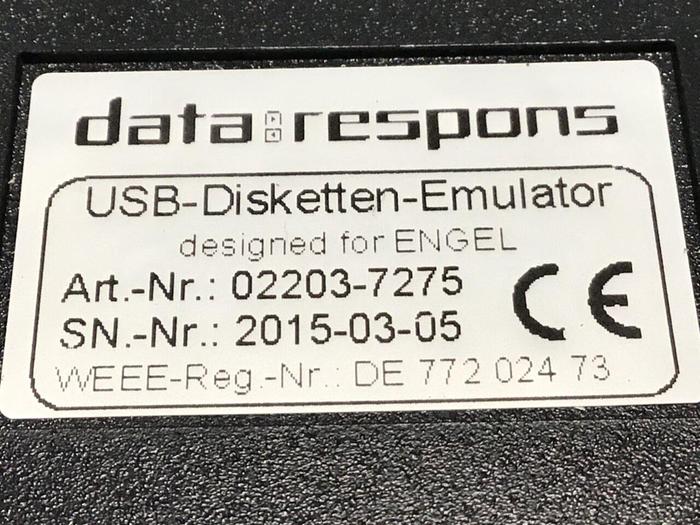 data respons
USB-Disketten-Emulator
designed for ENGEL
Art.-Nr.: 02203-7275
SN.-Nr.: 2015-03-05
CE
WEEE-Reg.-Nr.: DE 772 024 73